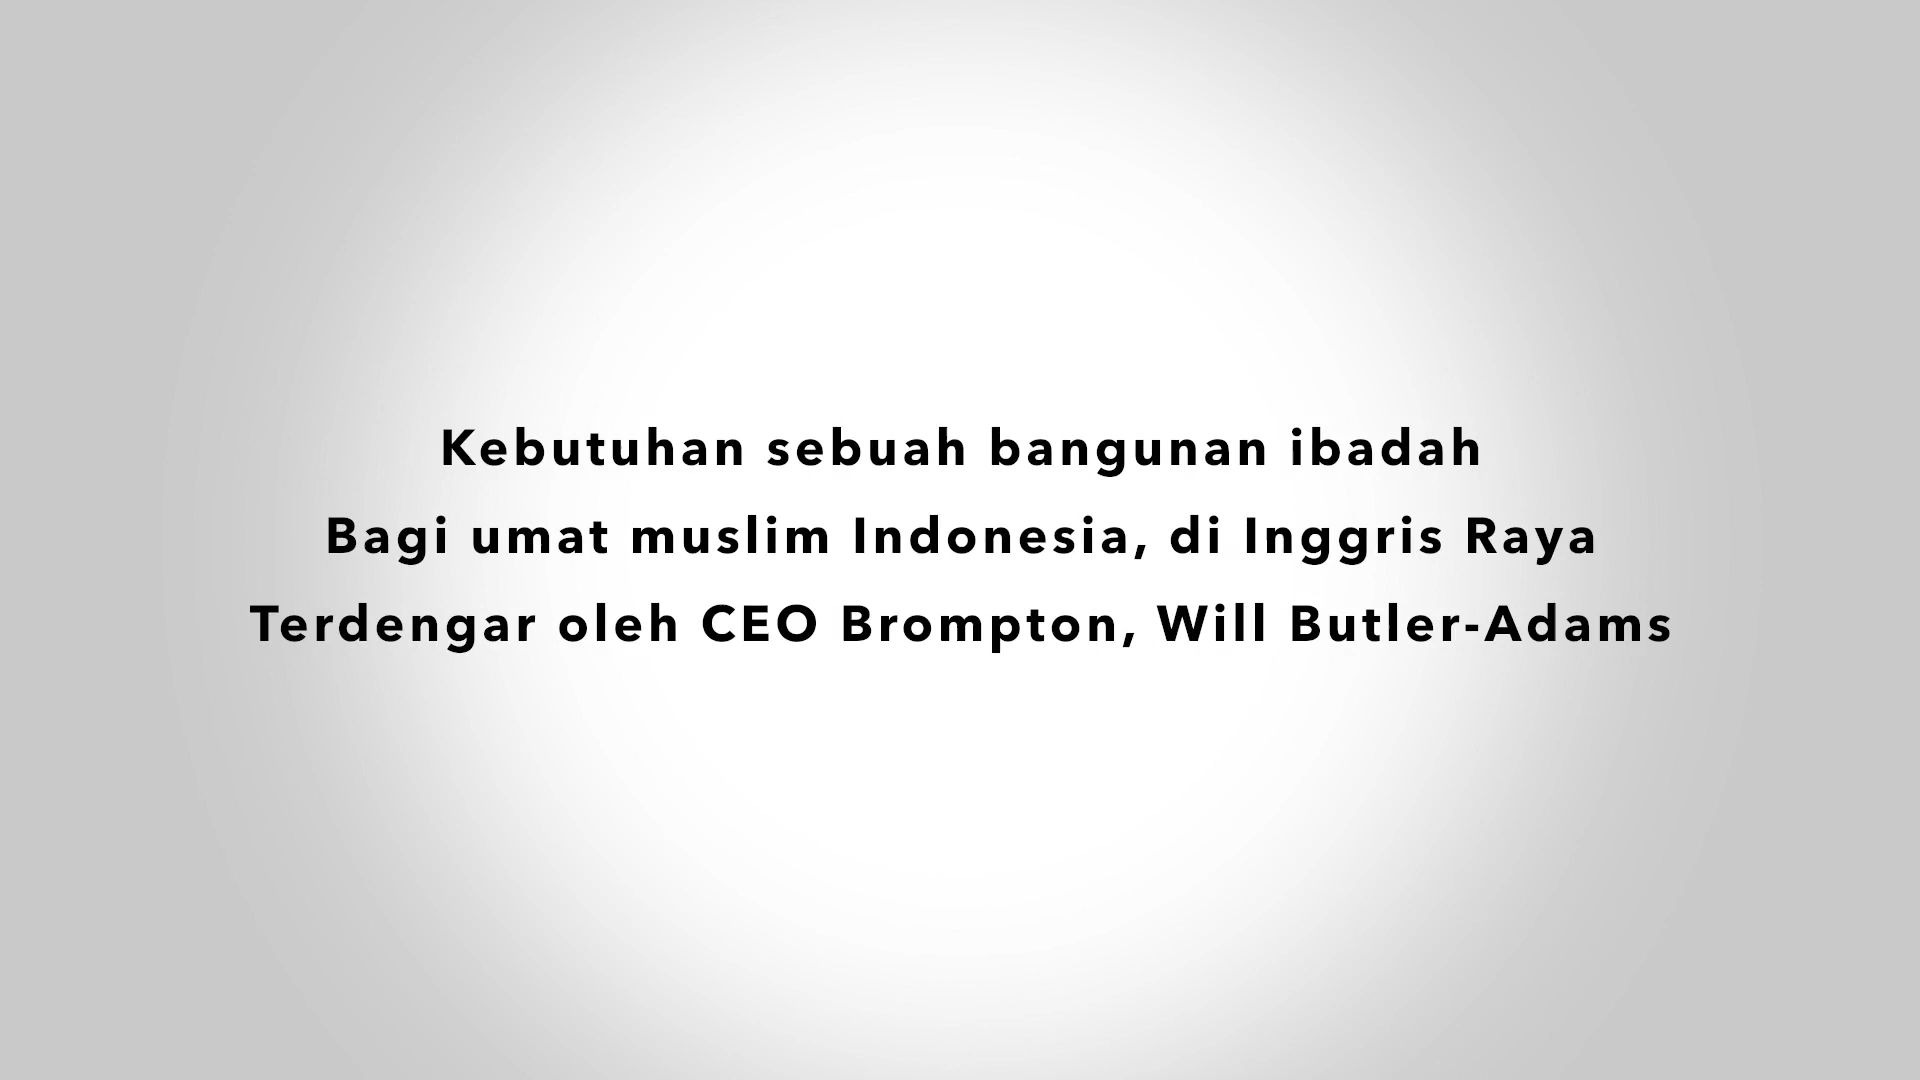 Kebutuhan sebuah bangunan ibadah
Bagi umat muslim Indonesia, di Inggris Raya
Terdengar oleh CEO Brompton, Will Butler-Adams